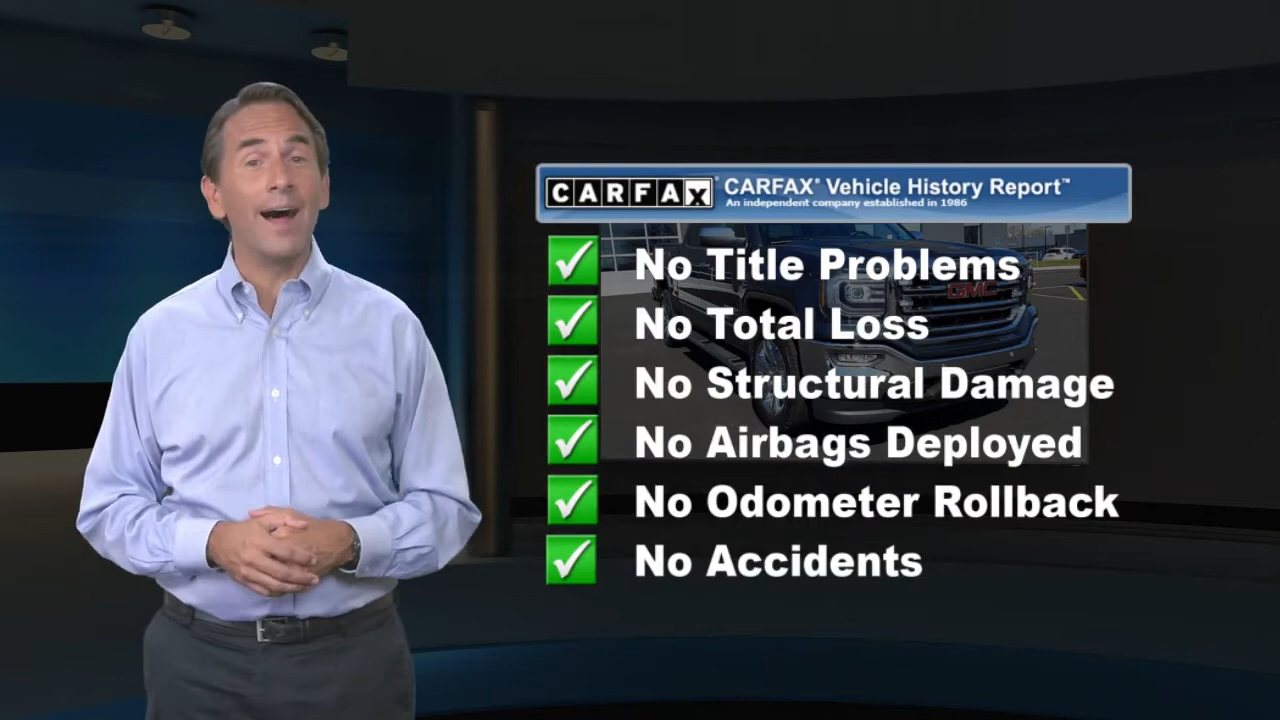 CARFAX
CARFAX® Vehicle History Report™
An independent company established in 1986
No Title Problems
GMC
No Total Loss
No Structural Damage
No Airbags Deployed
No Odometer Rollback
No Accidents